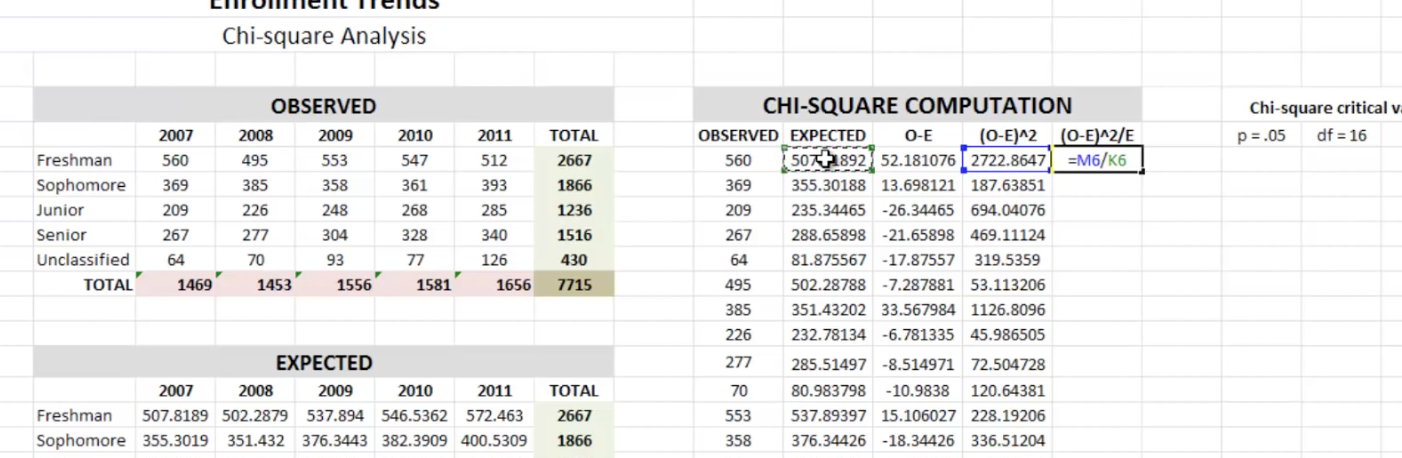 Enrollment Trends
Chi-square Analysis
OBSERVED CHI-SQUARE COMPUTATION Chi-square critical
2007 2008 2009 2010 2011 TOTAL OBSERVED EXPECTED O-E (O-E)^2 (O-E)^2/E p = .05 df = 16
Freshman 560 495 553 547 512 2667 560 52.181076 2722.8647 =M6/K6
Sophomore 369 385 358 361 393 1866 369 355.30188 13.698121 187.63851
Junior 209 226 248 268 285 1236 209 235.34465 -26.34465 694.04076
Senior 267 277 304 328 340 1516 267 288.65898 -21.65898 469.11124
Unclassified 64 70 93 77 126 430 64 81.875567 -17.87557 319.5359
TOTAL 1469 1453 1556 1581 1656 7715 495 502.28788 -7.287881 53.113206
385 351.43202 33.567984 1126.8096
226 232.78134 -6.781335 45.986505
EXPECTED 277 285.51497 -8.514971 72.504728
2007 2008 2009 2010 2011 TOTAL 70 80.983798 -10.9838 120.64381
Freshman 507.8189 502.2879 537.894 546.5362 572.463 2667 553 537.89397 15.106027 228.19206
Sophomore 355.3019 351.432 376.3443 382.3909 400.5309 1866 358 376.34426 -18.34426 336.51204